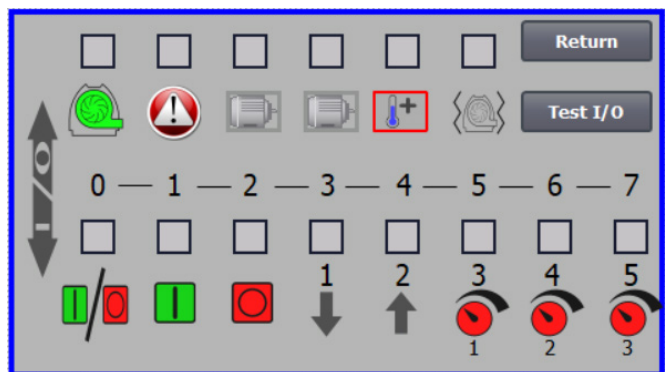 Return
Test I/O
I/O
0 — 1 — 2 — 3 — 4 — 5 — 6 — 7
1 2 3 4 5
1 2 3